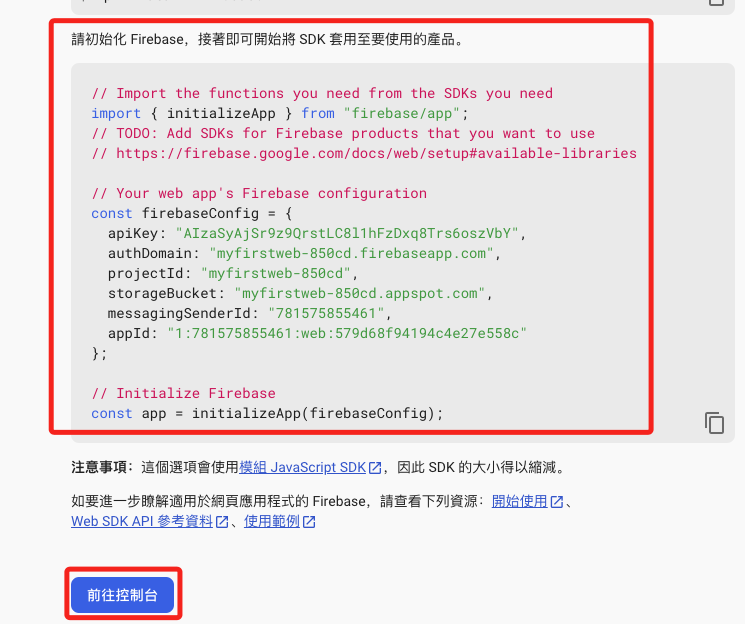 請初始化 Firebase，接著即可開始將 SDK 套用至要使用的產品。
// Import the functions you need from the SDKs you need
import { initializeApp } from "firebase/app";
// TODO: Add SDKs for Firebase products that you want to use
// https://firebase.google.com/docs/web/setup#available-libraries
// Your web app's Firebase configuration
const firebaseConfig = {
  apiKey: "AIzaSyAjSr9z9QrstLC8l1hFzDxq8Trs6oszVbY",
  authDomain: "myfirstweb-850cd.firebaseapp.com",
  projectId: "myfirstweb-850cd",
  storageBucket: "myfirstweb-850cd.appspot.com",
  messagingSenderId: "781575855461",
  appId: "1:781575855461:web:579d68f94194c4e27e558c"
};
// Initialize Firebase
const app = initializeApp(firebaseConfig);
注意事項：這個選項會使用模組 JavaScript SDK，因此 SDK 的大小得以縮減。
如要進一步瞭解適用於網頁應用程式的 Firebase，請查看下列資源：開始使用、
Web SDK API 參考資料、使用範例
前往控制台